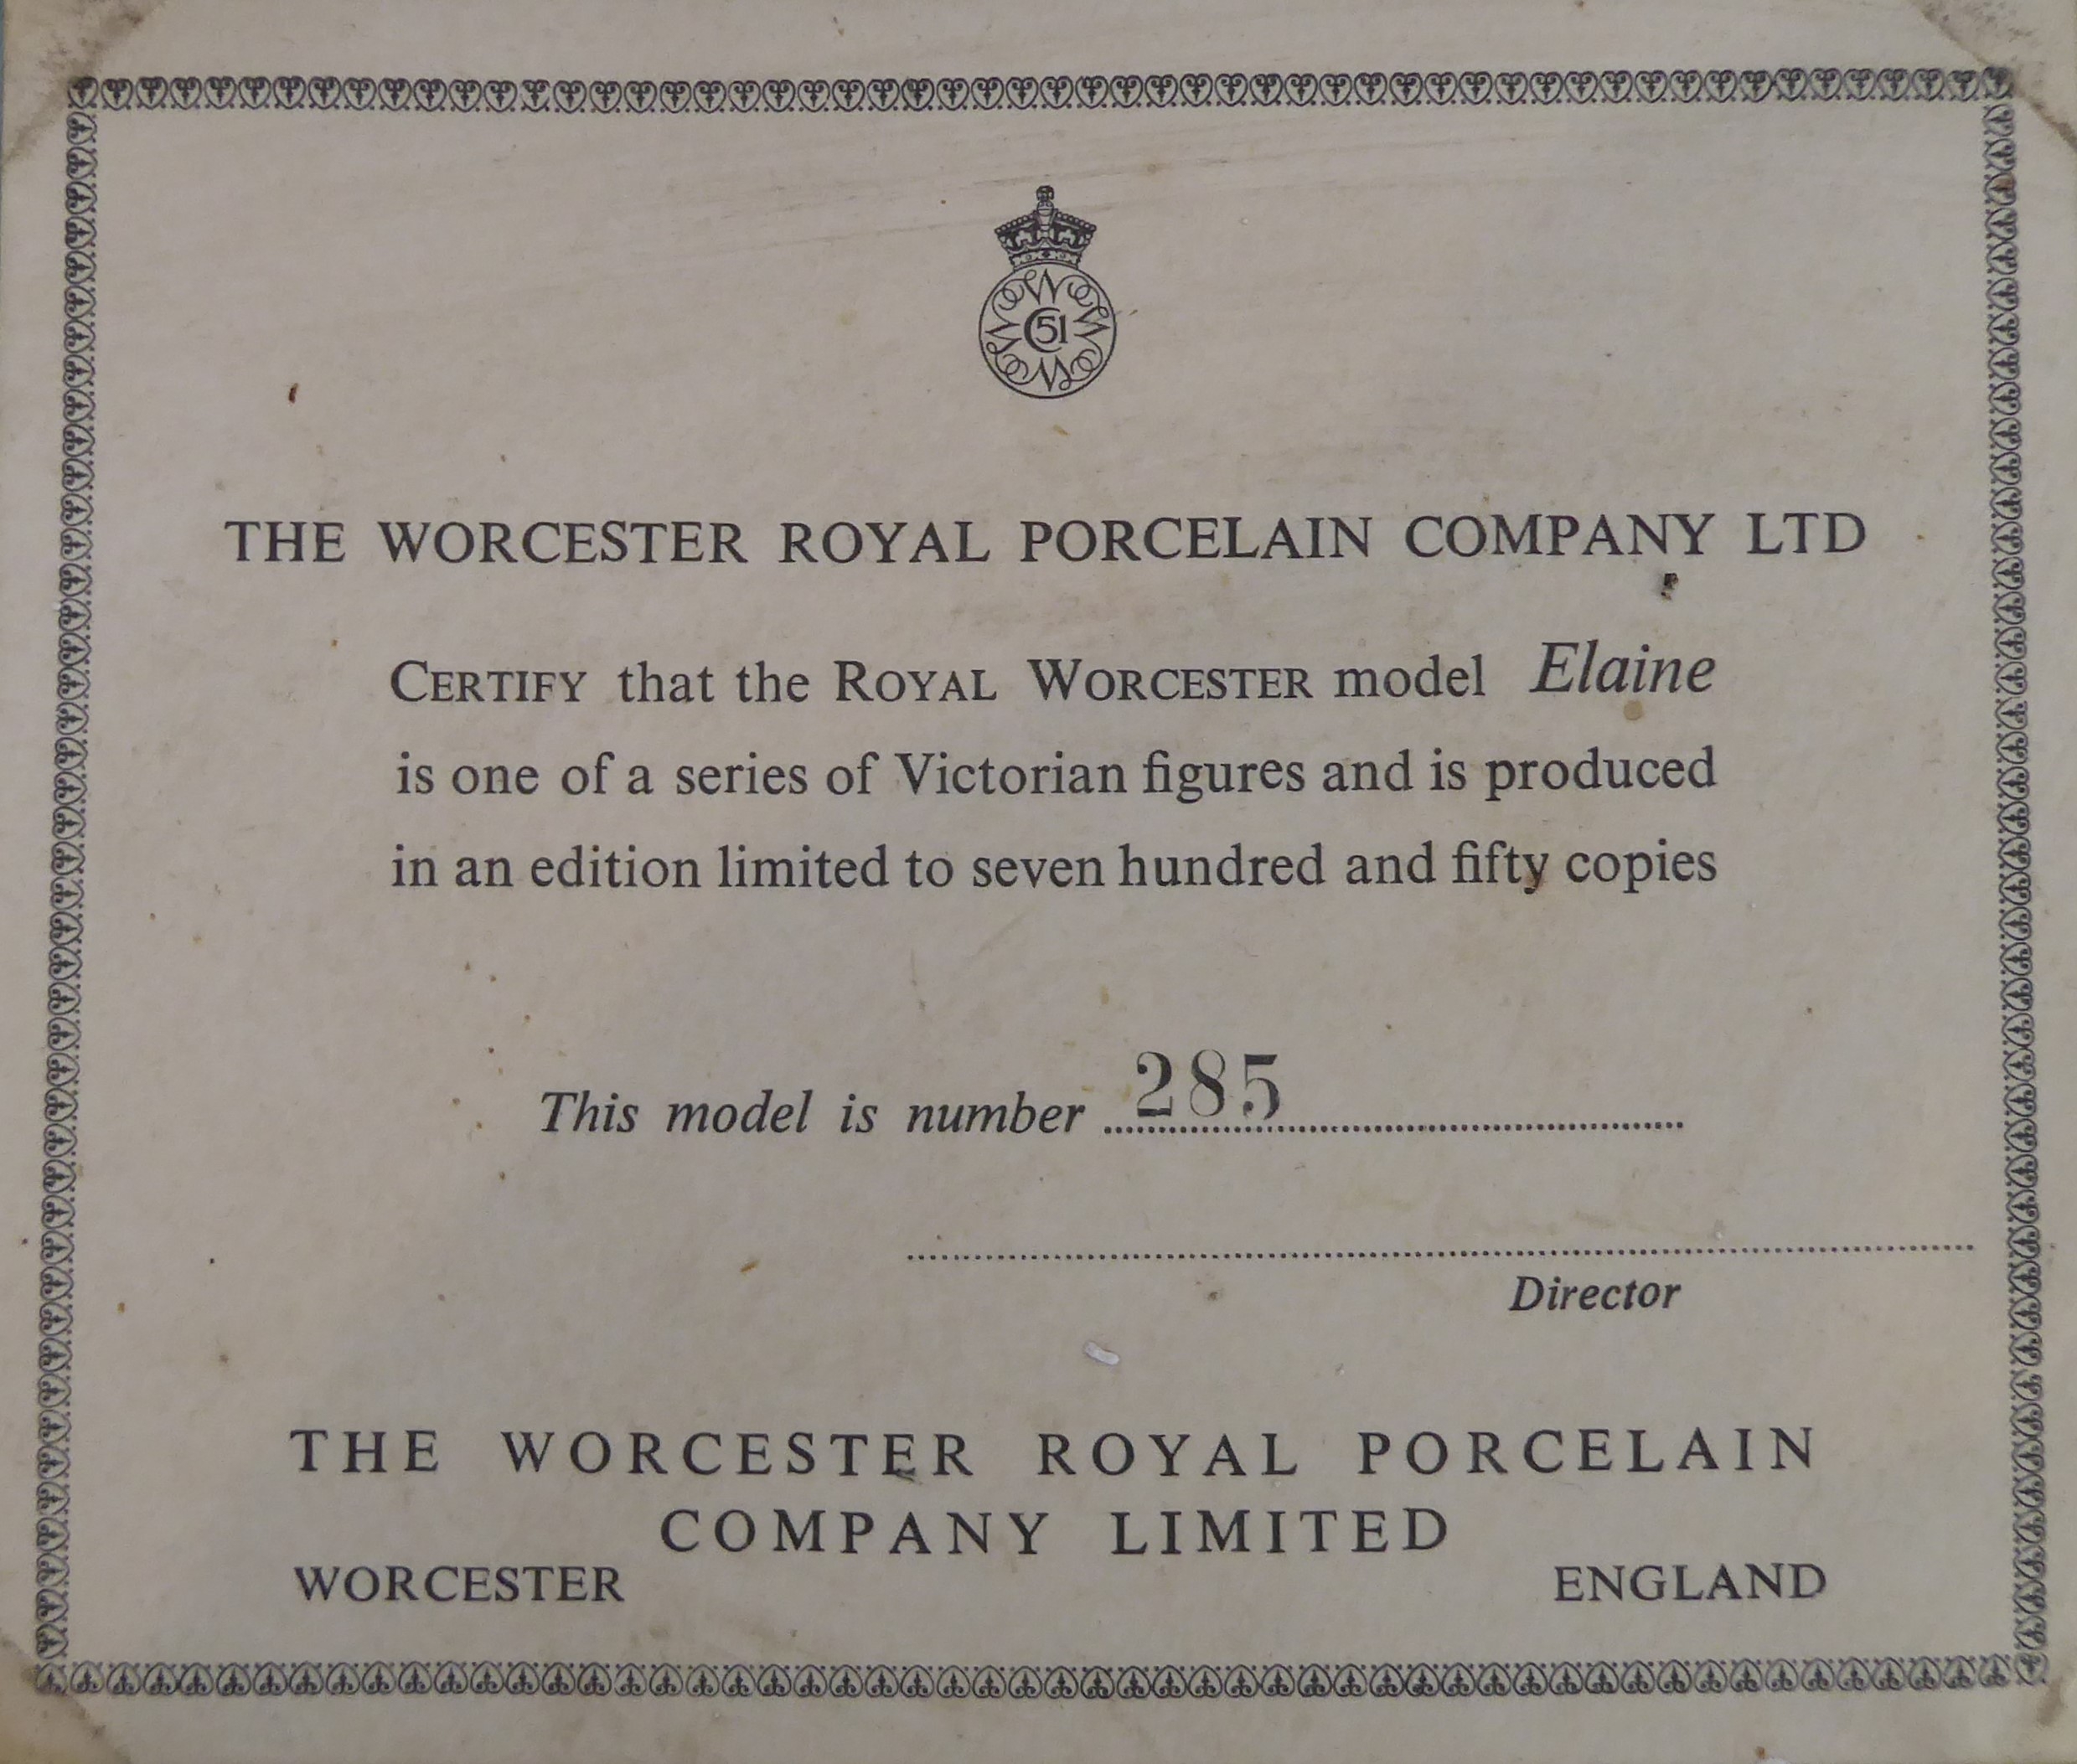 51
THE WORCESTER ROYAL PORCELAIN COMPANY LTD
CERTIFY that the ROYAL WORCESTER model Elaine
is one of a series of Victorian figures and is produced
in an edition limited to seven hundred and fifty copies
This model is number 285
Director
THE WORCESTER ROYAL PORCELAIN
COMPANY LIMITED
WORCESTER ENGLAND